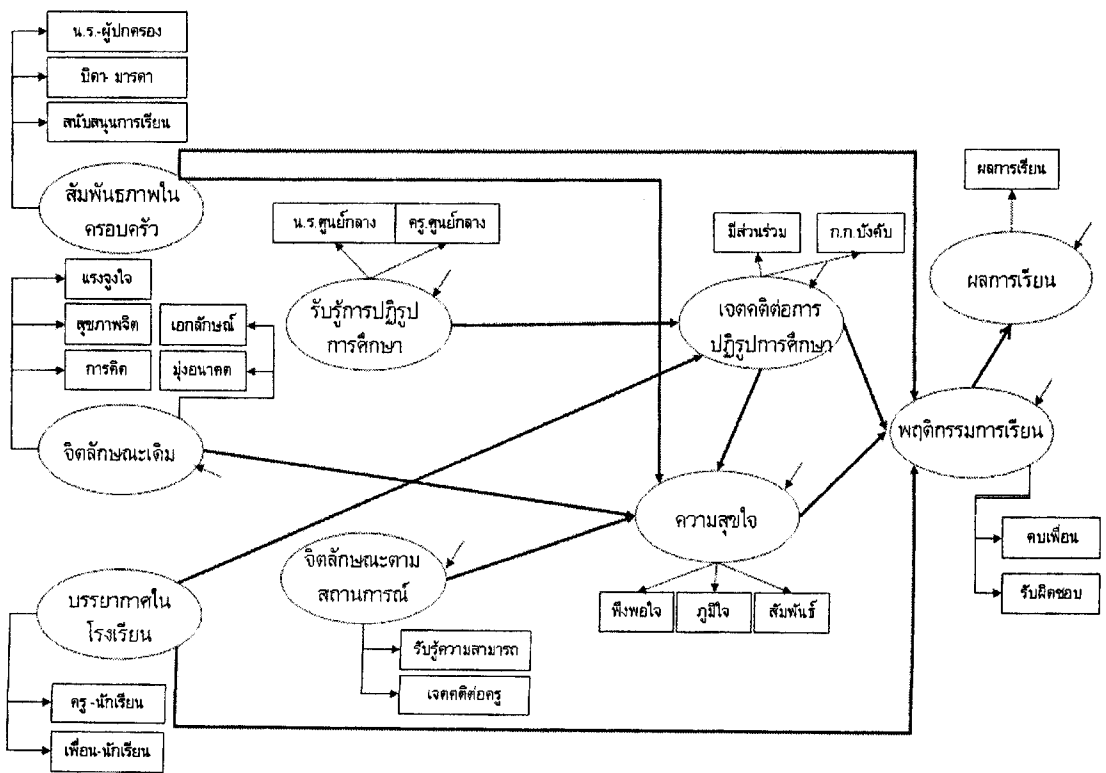 น.ร.-ผู้ปกครอง
บิดา- มารดา
สนับสนุนการเรียน
สัมพันธภาพใน
ครอบครัว
แรงจูงใจ
สุขภาพจิต
เอกลักษณ์
การคิด
มุ่งอนาคต
จิตลักษณะเดิม
บรรยากาศใน
โรงเรียน
ครู -นักเรียน
เพื่อน-นักเรียน
น.ร.ศูนย์กลาง
ครู.ศูนย์กลาง
รับรู้การปฏิรูป
การศึกษา
จิตลักษณะตาม
สถานการณ์
รับรู้ความสามารถ
เจตคติต่อครู
มีส่วนร่วม
ก.ก.บังคับ
เจตคติต่อการ
ปฏิรูปการศึกษา
ความสุขใจ
พึงพอใจ
ภูมิใจ
สัมพันธ์
ผลการเรียน
ผลการเรียน
พฤติกรรมการเรียน
คบเพื่อน
รับผิดชอบ